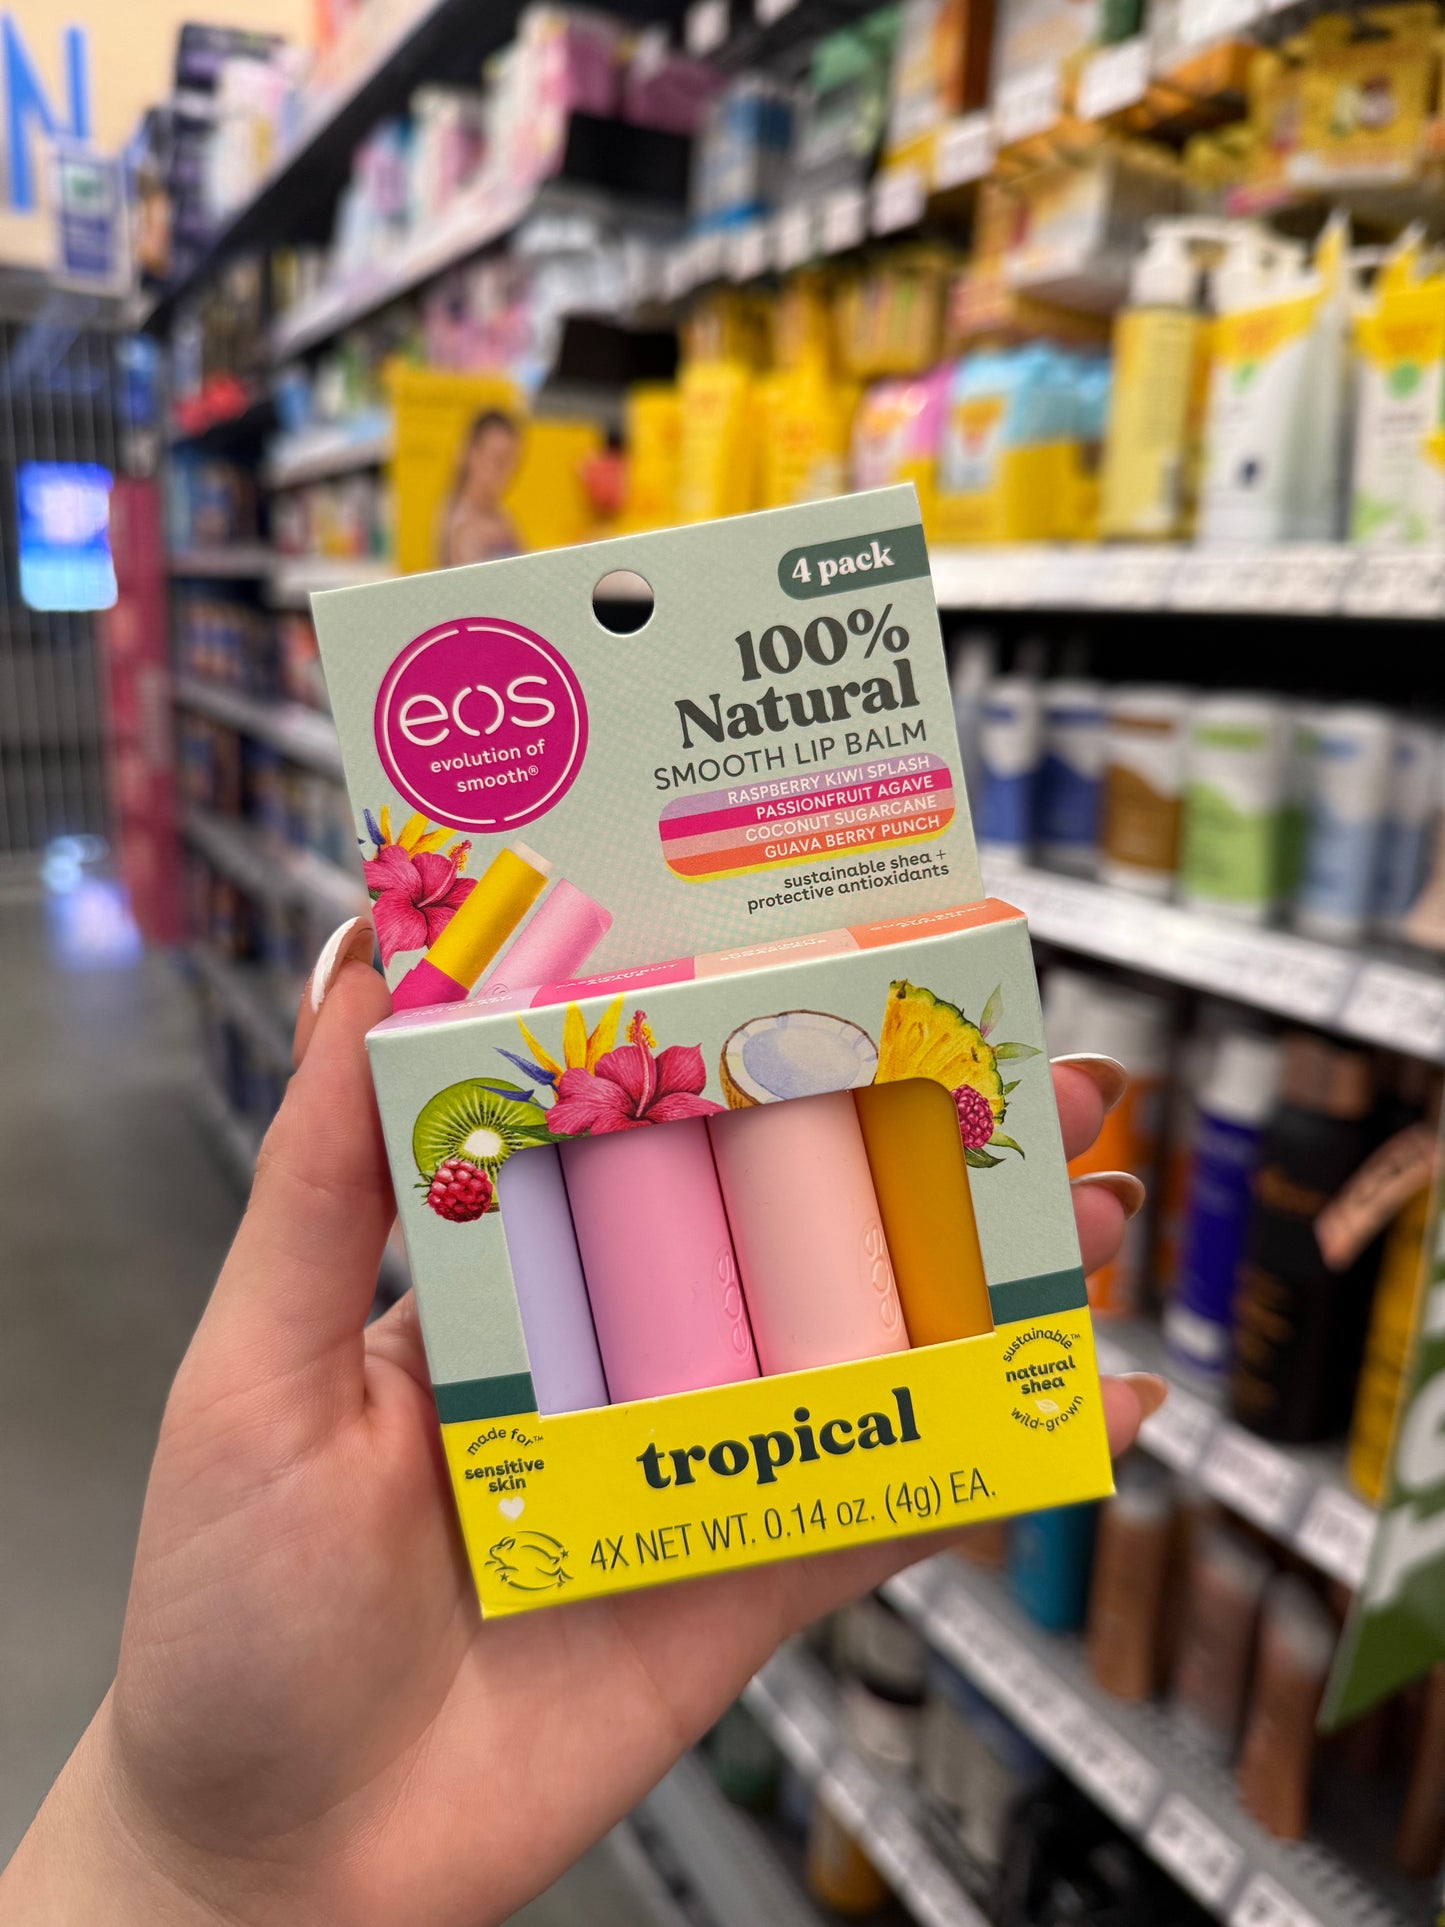 4 pack
eos
evolution of
smooth®
100%
Natural
SMOOTH LIP BALM
RASPBERRY KIWI SPLASH
PASSIONFRUIT AGAVE
COCONUT SUGARCANE
GUAVA BERRY PUNCH
sustainable shea +
protective antioxidants
eos
eos
made for™
sensitive
skin
tropical
sustainable™
natural
shea
wild-grown
4X NET WT. 0.14 oz. (4g) EA.
N